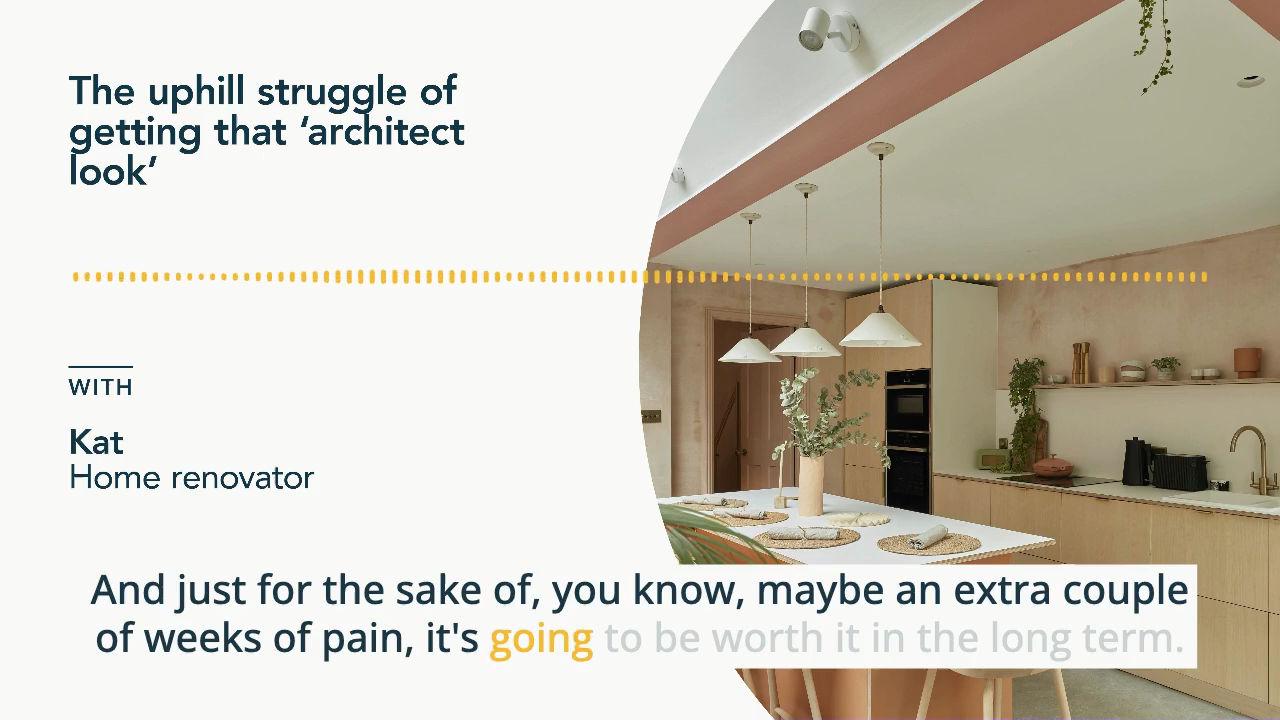 The uphill struggle of
getting that ‘architect
look‘
WITH
Kat
Home renovator
And just for the sake of, you know, maybe an extra couple
of weeks of pain, it's going to be worth it in the long term.